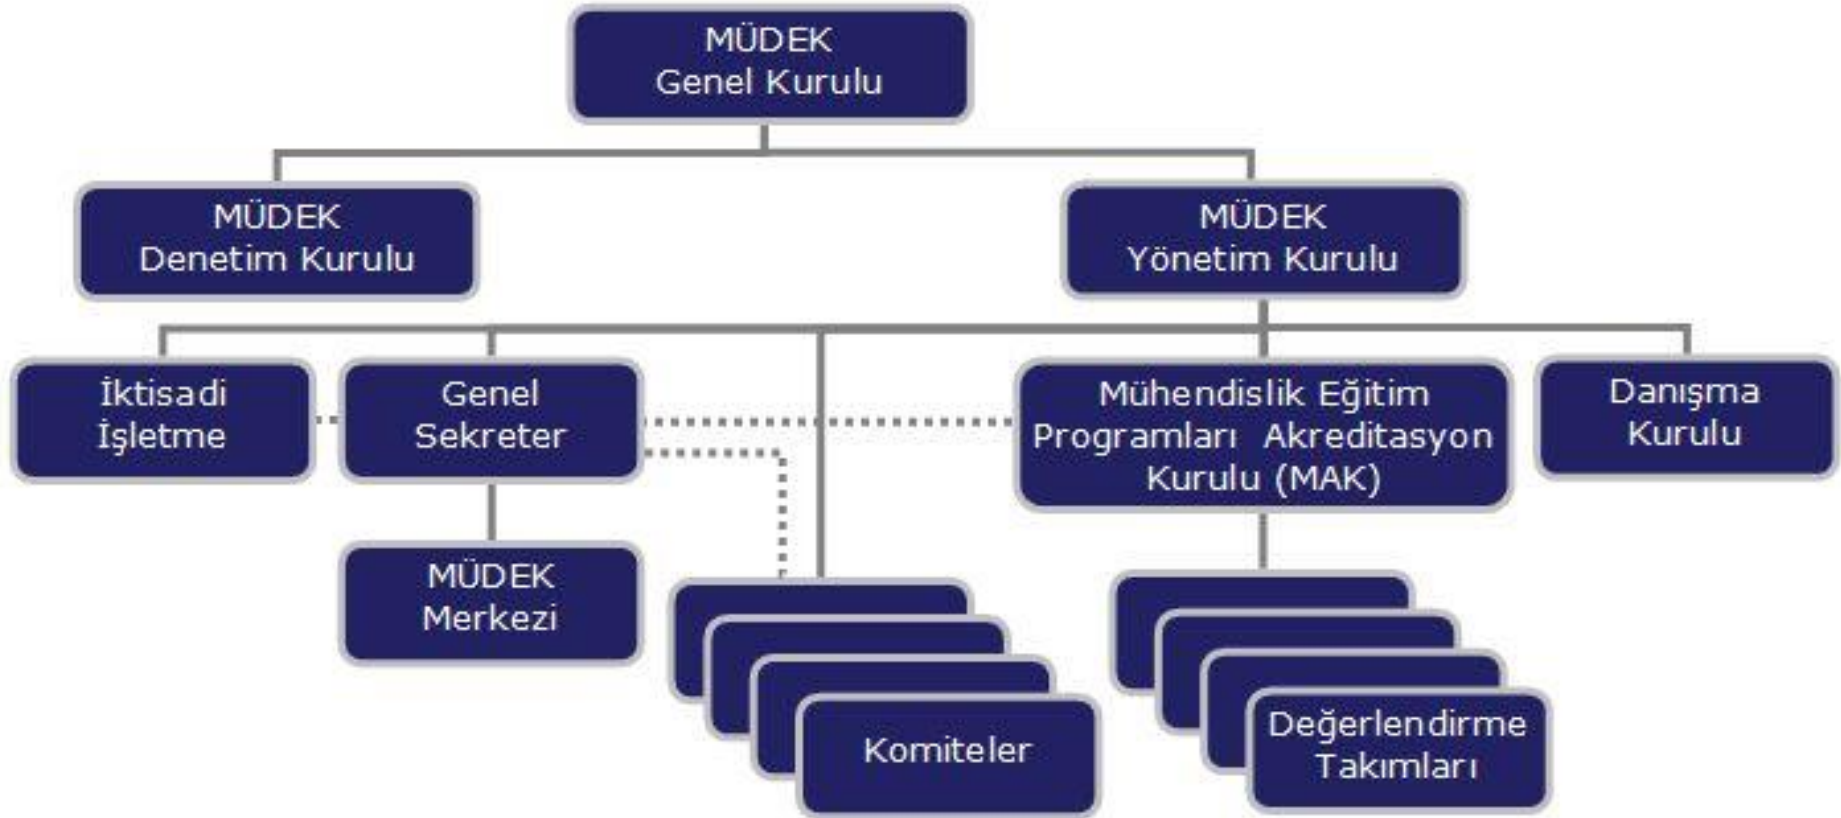 MÜDEK
Genel Kurulu
MÜDEK
Denetim Kurulu
MÜDEK
Yönetim Kurulu
İktisadi
İşletme
Genel
Sekreter
Mühendislik Eğitim
Programları Akreditasyon
Kurulu (MAK)
Danışma
Kurulu
MÜDEK
Merkezi
Komiteler
Değerlendirme
Takımları